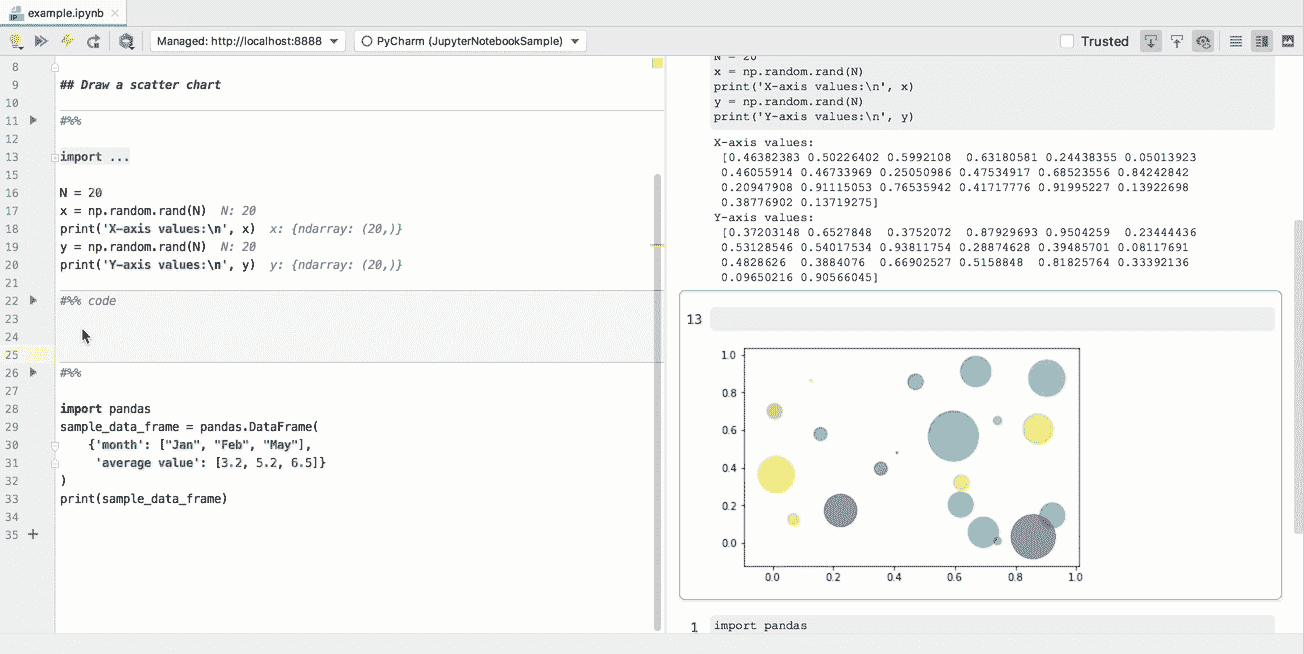 example.ipynb
Managed: http://localhost:8888
PyCharm (JupyterNotebookSample)
Trusted
8
9 ## Draw a scatter chart
10
11 #%%
12
13 import ...
15
16 N = 20
17 x = np.random.rand(N) N: 20
18 print('X-axis values:\n', x) x: {ndarray: (20,)}
19 y = np.random.rand(N) N: 20
20 print('Y-axis values:\n', y) y: {ndarray: (20,)}
21
22 #%% code
23
24
25
26 #%%
27
28 import pandas
29 sample_data_frame = pandas.DataFrame(
30 {'month': ["Jan", "Feb", "May"],
31 'average value': [3.2, 5.2, 6.5]}
32 )
33 print(sample_data_frame)
34
35 +
N = 20
x = np.random.rand(N)
print('X-axis values:\n', x)
y = np.random.rand(N)
print('Y-axis values:\n', y)
X-axis values:
[0.46382383 0.50226402 0.5992108 0.63180581 0.24438355 0.05013923
0.46055914 0.46733969 0.25050986 0.47534917 0.68523556 0.84242842
0.20947908 0.91115053 0.76535942 0.41717776 0.91995227 0.13922698
0.38776902 0.13719275]
Y-axis values:
[0.37203148 0.6527848 0.3752072 0.87929693 0.9504259 0.23444436
0.53128546 0.54017534 0.93811754 0.28874628 0.39485701 0.08117691
0.4828626 0.3884076 0.66902527 0.5158848 0.81825764 0.33392136
0.09650216 0.90566045]
13
1.0
0.8
0.6
0.4
0.2
0.0
0.0 0.2 0.4 0.6 0.8 1.0
1 import pandas